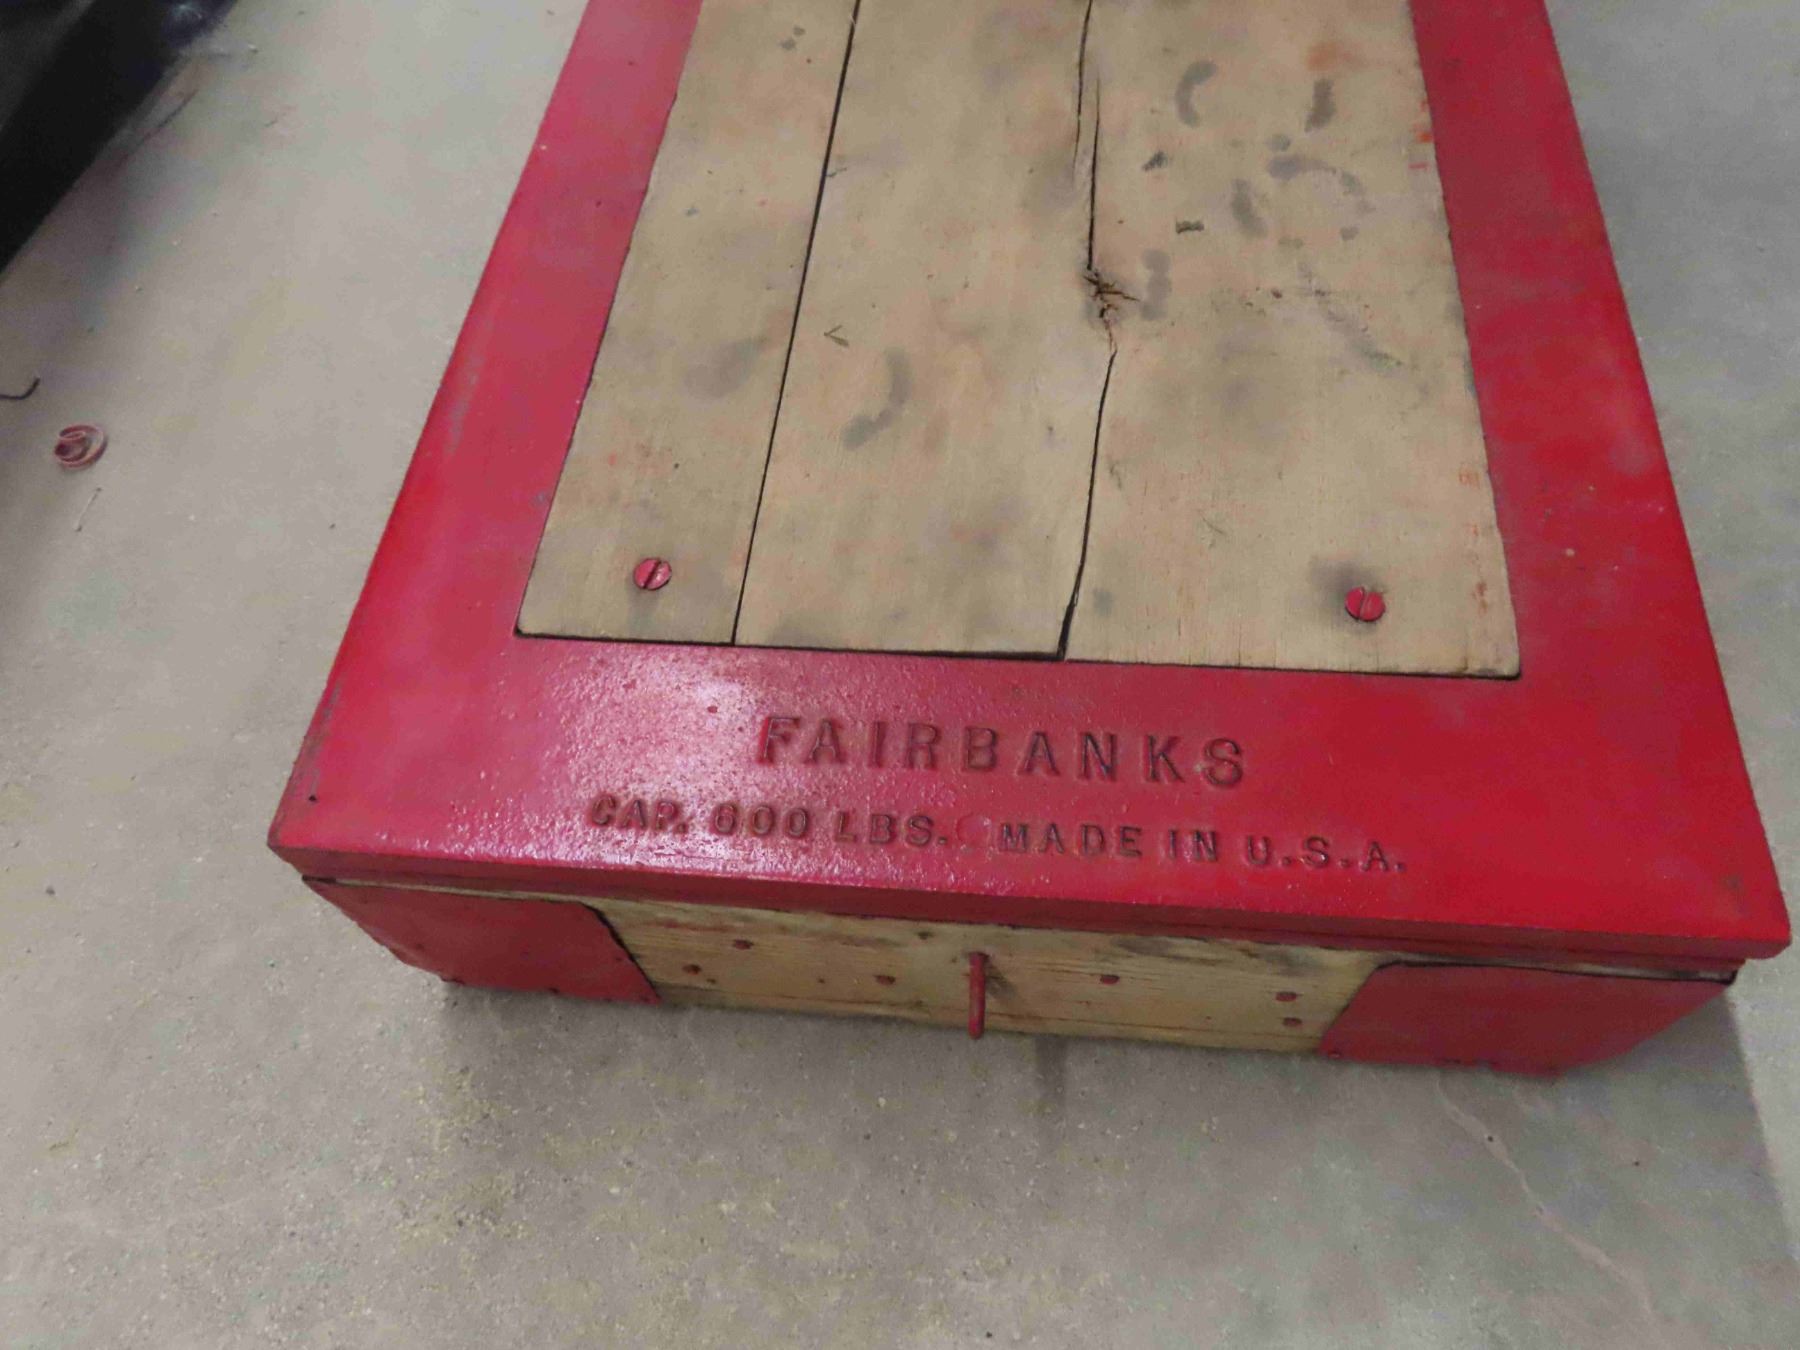 FAIRBANKS
CAP. 600 LBS. MADE IN U.S.A.